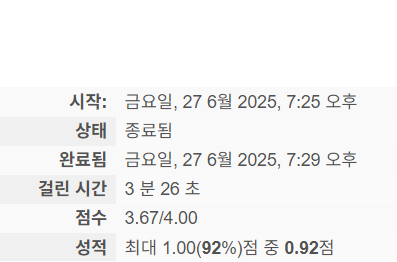 시작: 금요일, 27 6월 2025, 7:25 오후
상태 종료됨
완료됨 금요일, 27 6월 2025, 7:29 오후
걸린 시간 3 분 26 초
점수 3.67/4.00
성적 최대 1.00(92%)점 중 0.92점